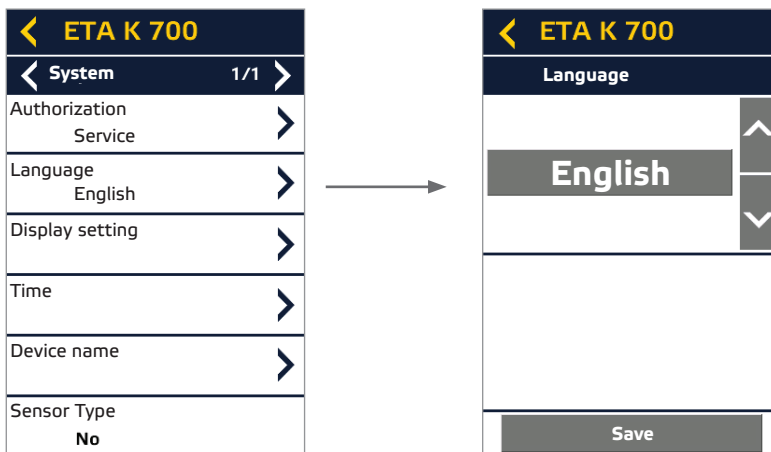 ETA K 700
System 1/1
Authorization
Service
Language
English
Display setting
Time
Device name
Sensor Type
No
ETA K 700
Language
English
Save